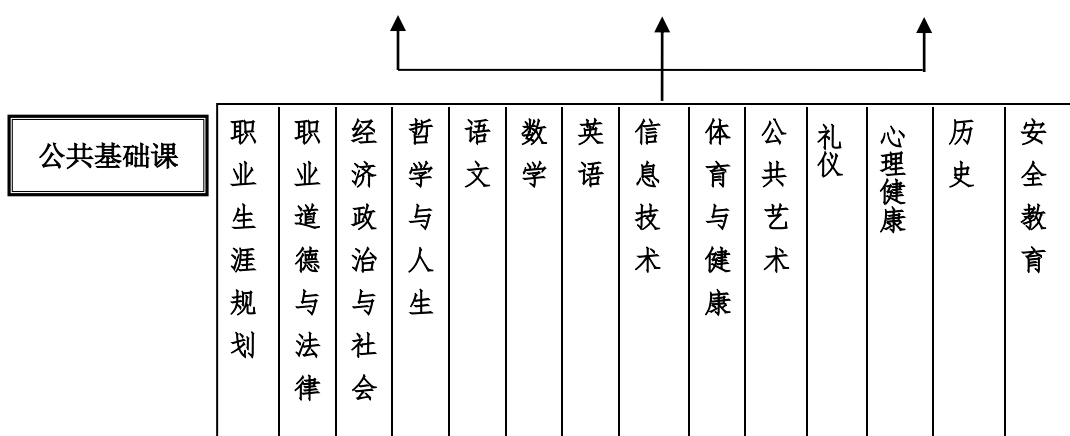 公共基础课
职业生涯规划
职业道德与法律
经济政治与社会
哲学与人生
语文
数学
英语
信息技术
体育与健康
公共艺术
礼仪
心理健康
历史
安全教育